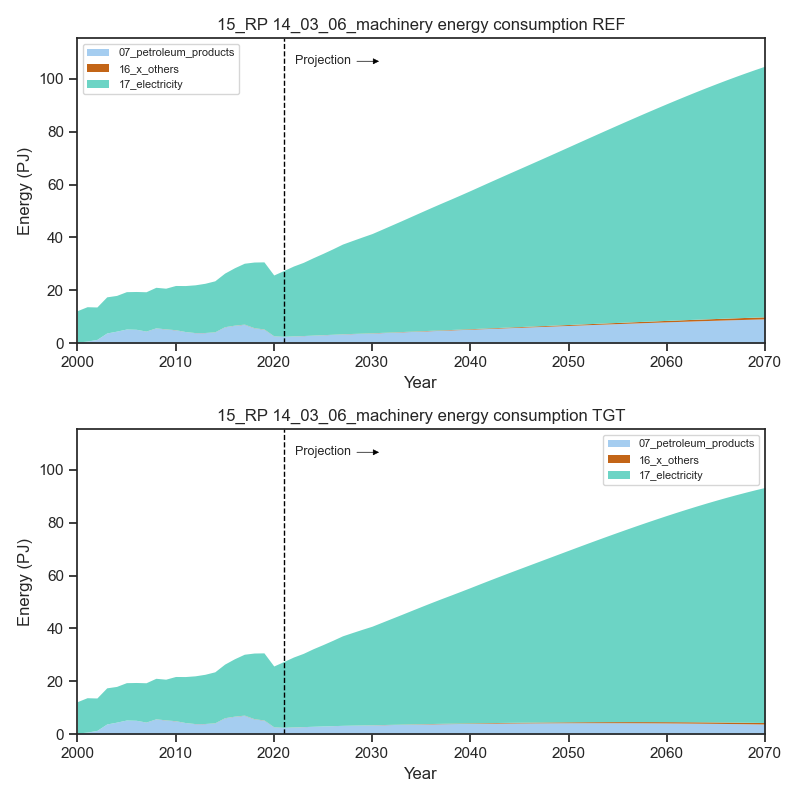 15_RP 14_03_06_machinery energy consumption REF
07_petroleum_products
16_x_others
17_electricity
Projection
Energy (PJ)
100
80
60
40
20
0
2000 2010 2020 2030 2040 2050 2060 2070
Year
15_RP 14_03_06_machinery energy consumption TGT
Projection
07_petroleum_products
16_x_others
17_electricity
Energy (PJ)
100
80
60
40
20
0
2000 2010 2020 2030 2040 2050 2060 2070
Year